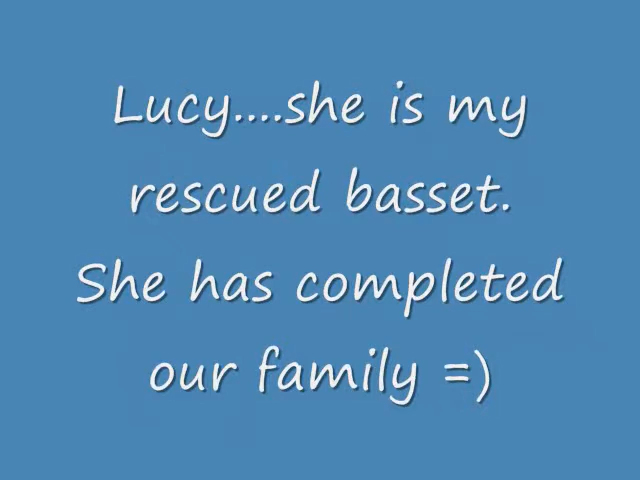 Lucy....she is my
rescued basset.
She has completed
our family =)